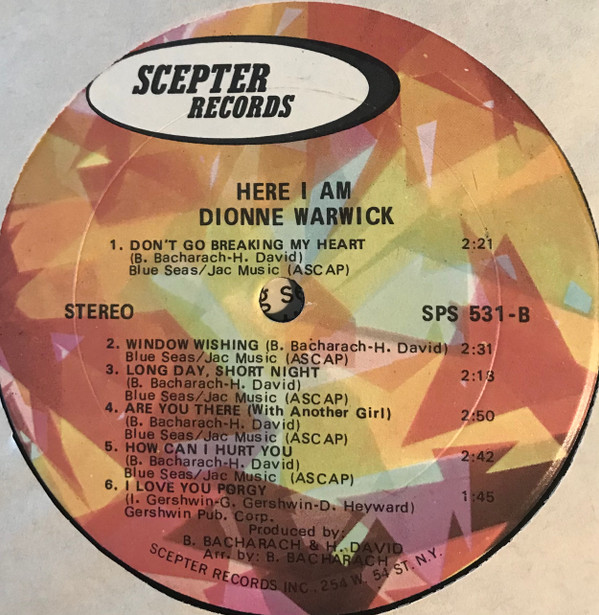 SCEPTER
RECORDS
HERE I AM
DIONNE WARWICK
1. DON'T GO BREAKING MY HEART 2:21
(B. Bacharach-H. David)
Blue Seas/Jac Music (ASCAP)
STEREO SPS 531-B
2. WINDOW WISHING (B. Bacharach-H. David) 2:31
Blue Seas/Jac Music (ASCAP)
3. LONG DAY, SHORT NIGHT 2:13
(B. Bacharach-H. David)
Blue Seas/Jac Music (ASCAP)
4. ARE YOU THERE (With Another Girl) 2:50
(B. Bacharach-H. David)
Blue Seas/Jac Music (ASCAP)
5. HOW CAN I HURT YOU 2:42
(B. Bacharach-H. David)
Blue Seas/Jac Music (ASCAP)
6. I LOVE YOU PORGY 1:45
(I. Gershwin-G. Gershwin-D. Heyward)
Gershwin Pub. Corp.
Produced by:
B. BACHARACH & H. DAVID
Arr. by: B. BACHARACH
SCEPTER RECORDS INC. 254 W. 54 ST. N.Y.